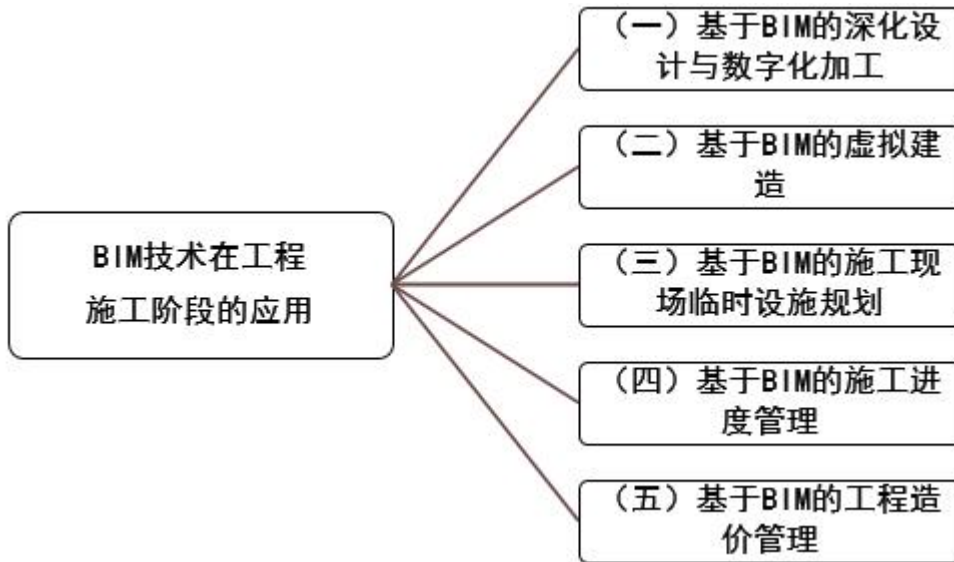 BIM技术在工程
施工阶段的应用
（一）基于BIM的深化设
计与数字化加工
（二）基于BIM的虚拟建
造
（三）基于BIM的施工现
场临时设施规划
（四）基于BIM的施工进
度管理
（五）基于BIM的工程造
价管理